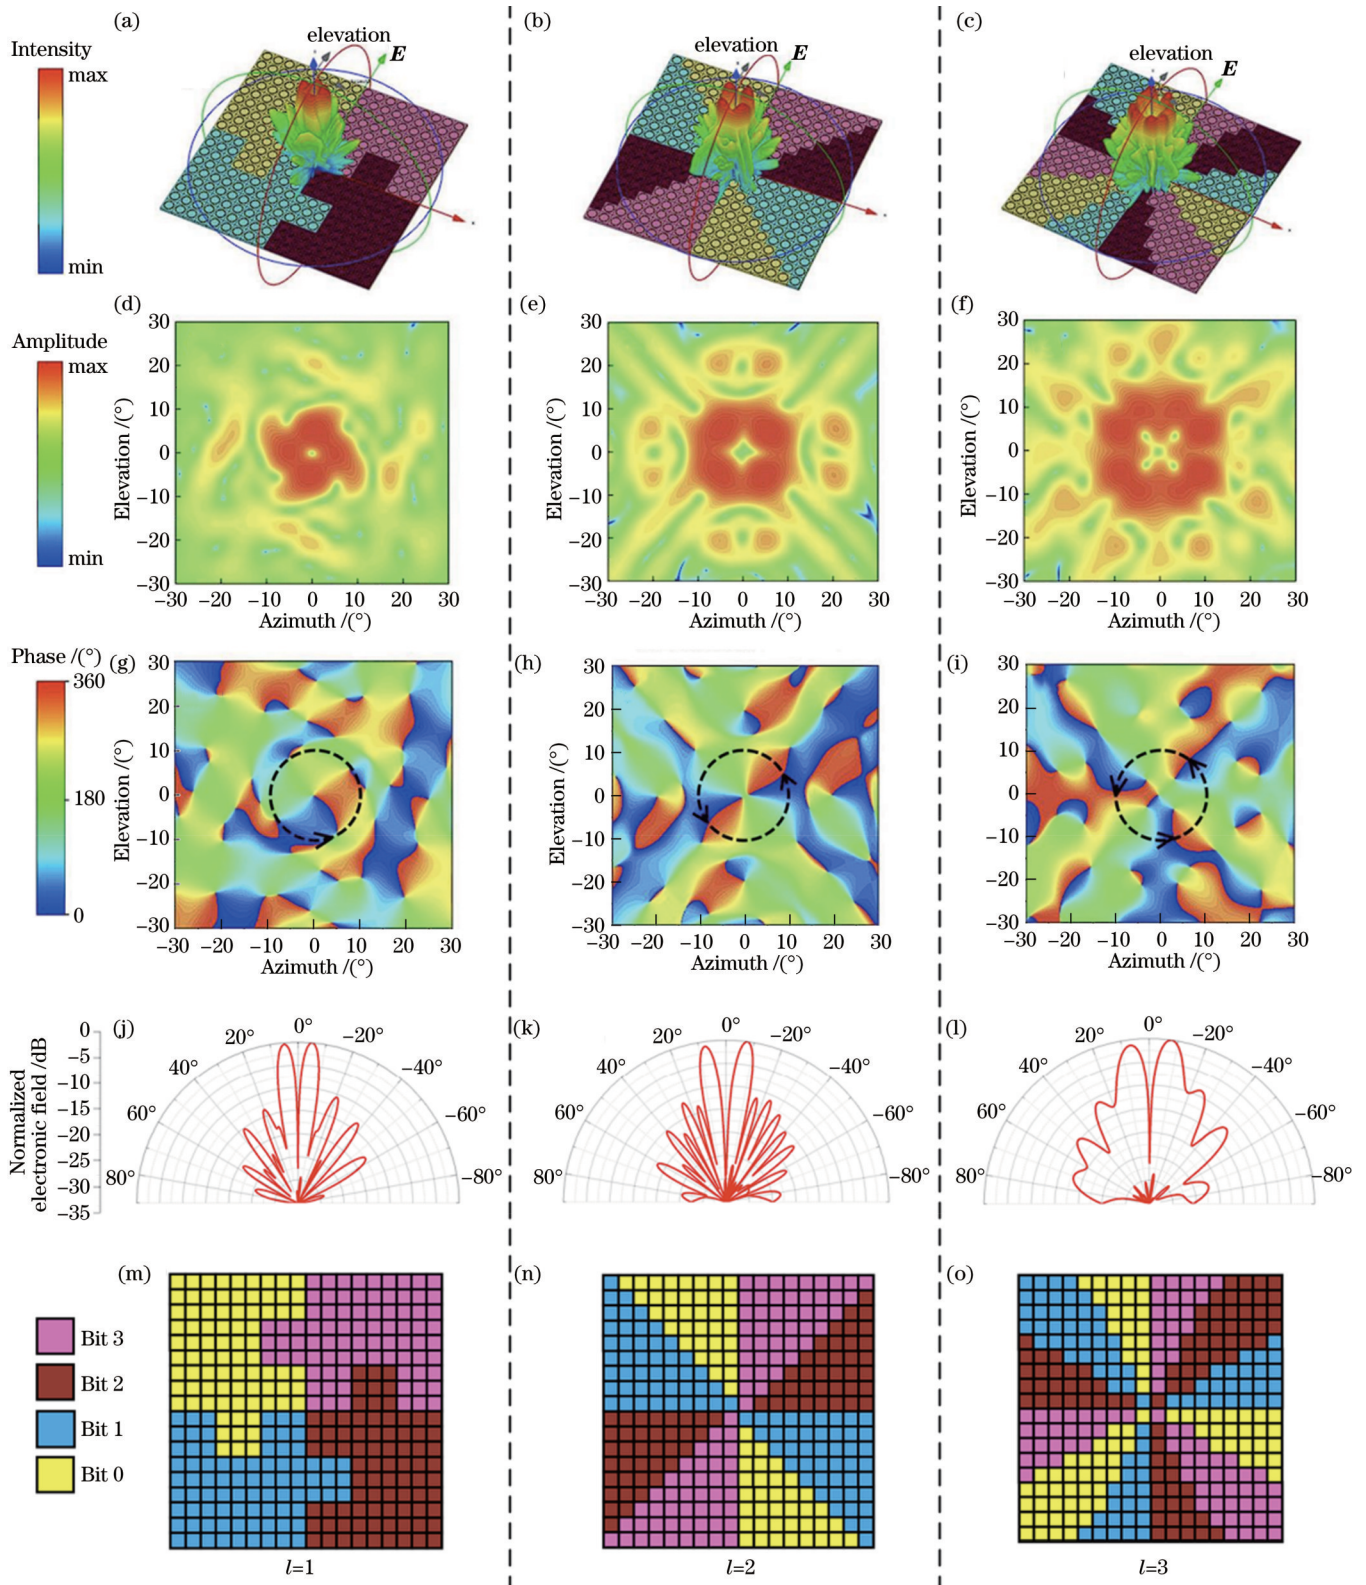 (a)
(b)
(c)
Intensity
max
min
elevation
E
elevation
E
elevation
E
(d)
(e)
(f)
Amplitude
max
min
30
20
10
0
−10
−20
−30
Elevation /(°)
−30 −20 −10 0 10 20 30
Azimuth /(°)
30
20
10
0
−10
−20
−30
Elevation /(°)
−30 −20 −10 0 10 20 30
Azimuth /(°)
30
20
10
0
−10
−20
−30
Elevation /(°)
−30 −20 −10 0 10 20 30
Azimuth /(°)
Phase /(°)
360
180
0
(g)
(h)
(i)
30
20
10
0
−10
−20
−30
Elevation /(°)
−30 −20 −10 0 10 20 30
Azimuth /(°)
30
20
10
0
−10
−20
−30
Elevation /(°)
−30 −20 −10 0 10 20 30
Azimuth /(°)
30
20
10
0
−10
−20
−30
Elevation /(°)
−30 −20 −10 0 10 20 30
Azimuth /(°)
Normalized
electronic field /dB
0
−5
−10
−15
−20
−25
−30
−35
(j)
80°
60°
40°
20°
0°
−20°
−40°
−60°
−80°
(k)
80°
60°
40°
20°
0°
−20°
−40°
−60°
−80°
(l)
80°
60°
40°
20°
0°
−20°
−40°
−60°
−80°
(m)
(n)
(o)
Bit 3
Bit 2
Bit 1
Bit 0
l=1
l=2
l=3